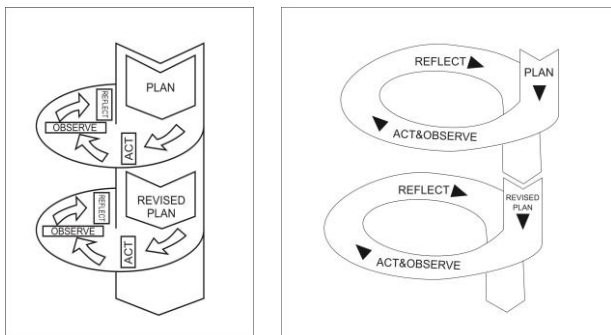 PLAN
REFLECT
OBSERVE
ACT
REVISED
PLAN
REFLECT
OBSERVE
ACT
REFLECT
PLAN
ACT&OBSERVE
REFLECT
REVISED
PLAN
ACT&OBSERVE